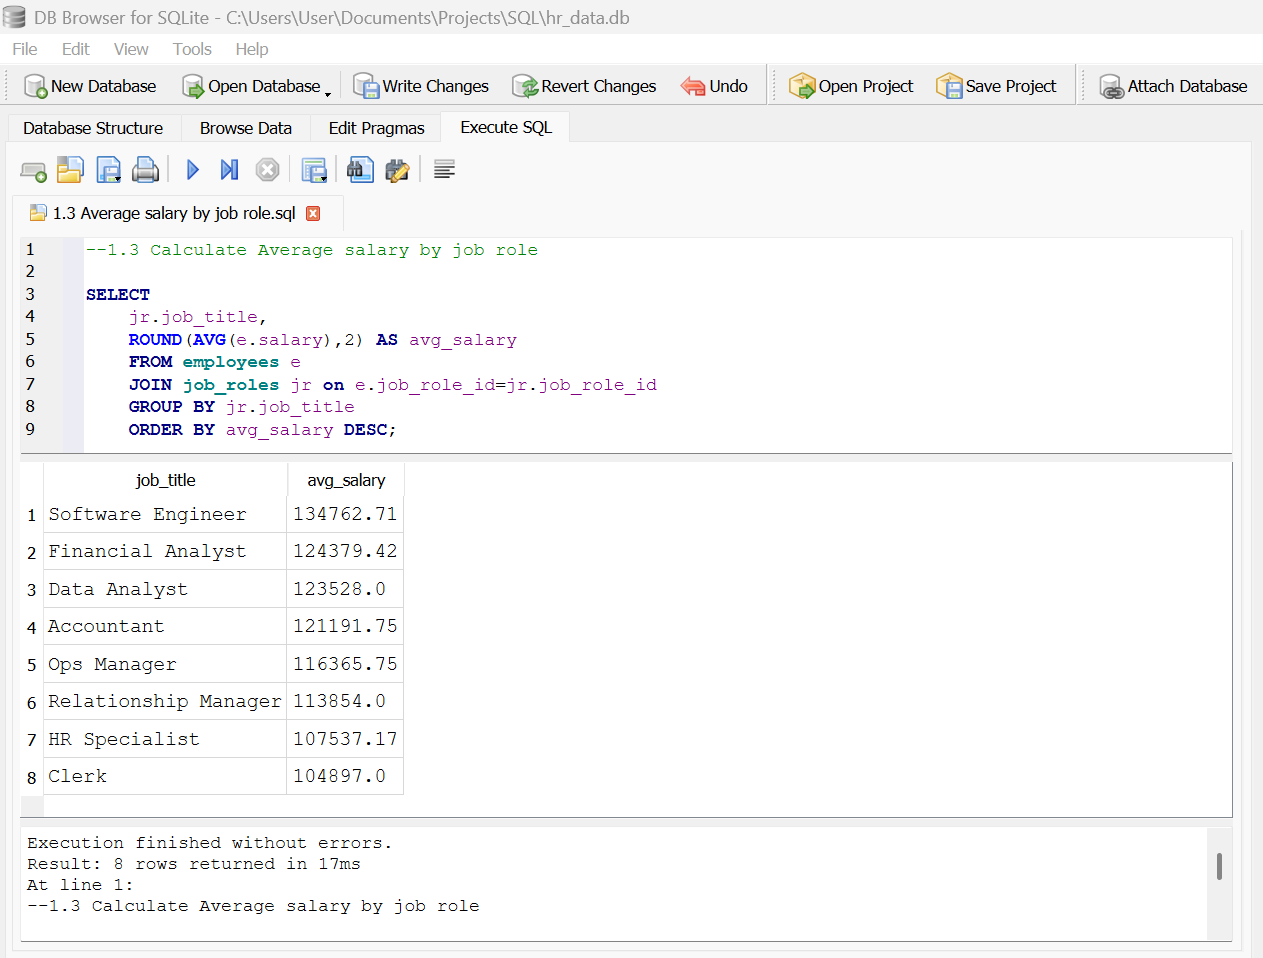 DB Browser for SQLite - C:\Users\User\Documents\Projects\SQL\hr_data.db
File Edit View Tools Help
New Database Open Database Write Changes Revert Changes Undo Open Project Save Project Attach Database
Database Structure Browse Data Edit Pragmas Execute SQL
1.3 Average salary by job role.sql
1 --1.3 Calculate Average salary by job role
2
3 SELECT
4 jr.job_title,
5 ROUND(AVG(e.salary),2) AS avg_salary
6 FROM employees e
7 JOIN job_roles jr on e.job_role_id=jr.job_role_id
8 GROUP BY jr.job_title
9 ORDER BY avg_salary DESC;
job_title avg_salary
1 Software Engineer 134762.71
2 Financial Analyst 124379.42
3 Data Analyst 123528.0
4 Accountant 121191.75
5 Ops Manager 116365.75
6 Relationship Manager 113854.0
7 HR Specialist 107537.17
8 Clerk 104897.0
Execution finished without errors.
Result: 8 rows returned in 17ms
At line 1:
--1.3 Calculate Average salary by job role